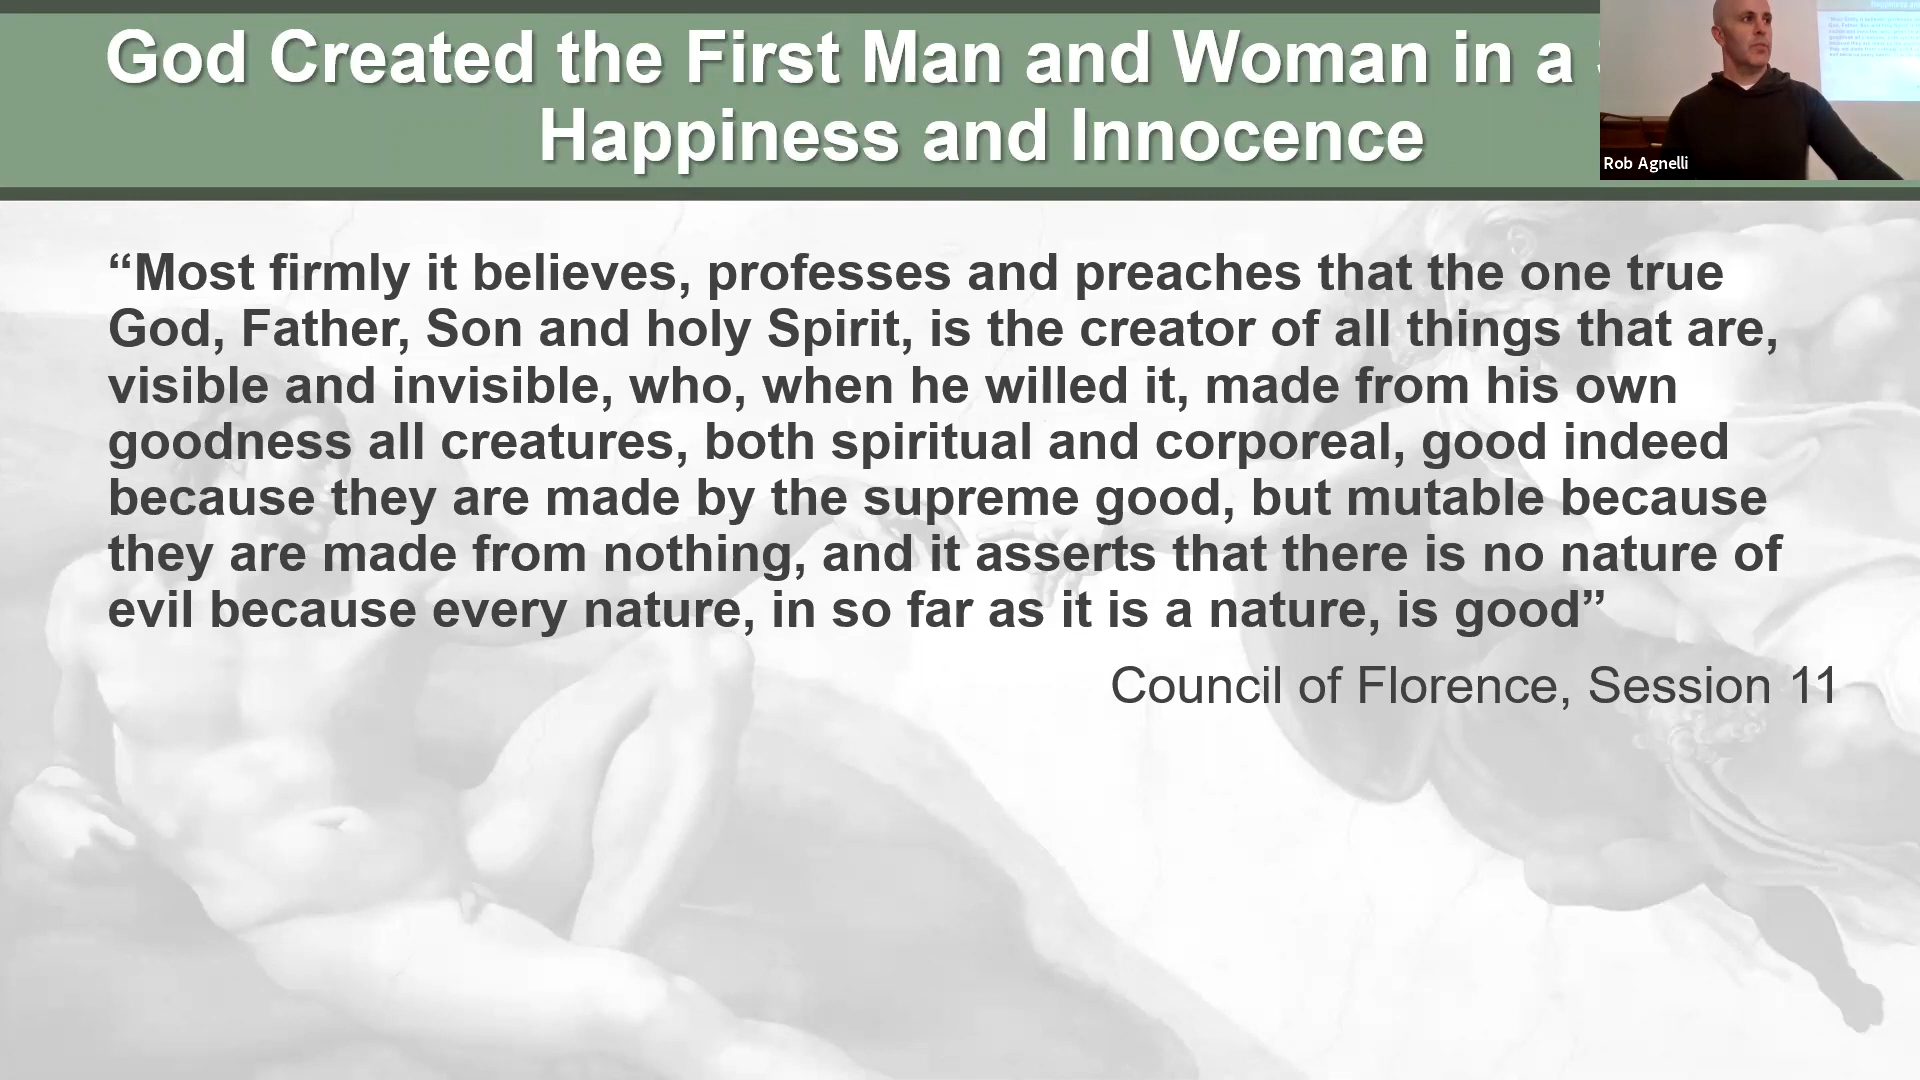 God Created the First Man and Woman in a
Happiness and Innocence
Rob Agnelli
“Most firmly it believes, professes and preaches that the one true
God, Father, Son and holy Spirit, is the creator of all things that are,
visible and invisible, who, when he willed it, made from his own
goodness all creatures, both spiritual and corporeal, good indeed
because they are made by the supreme good, but mutable because
they are made from nothing, and it asserts that there is no nature of
evil because every nature, in so far as it is a nature, is good”
Council of Florence, Session 11